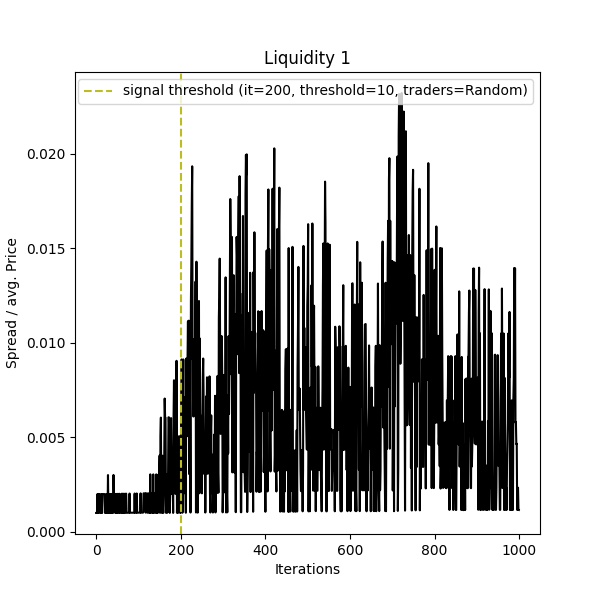 Liquidity 1
signal threshold (it=200, threshold=10, traders=Random)
Spread / avg. Price
0.020
0.015
0.010
0.005
0.000
0
200
400
600
800
1000
Iterations